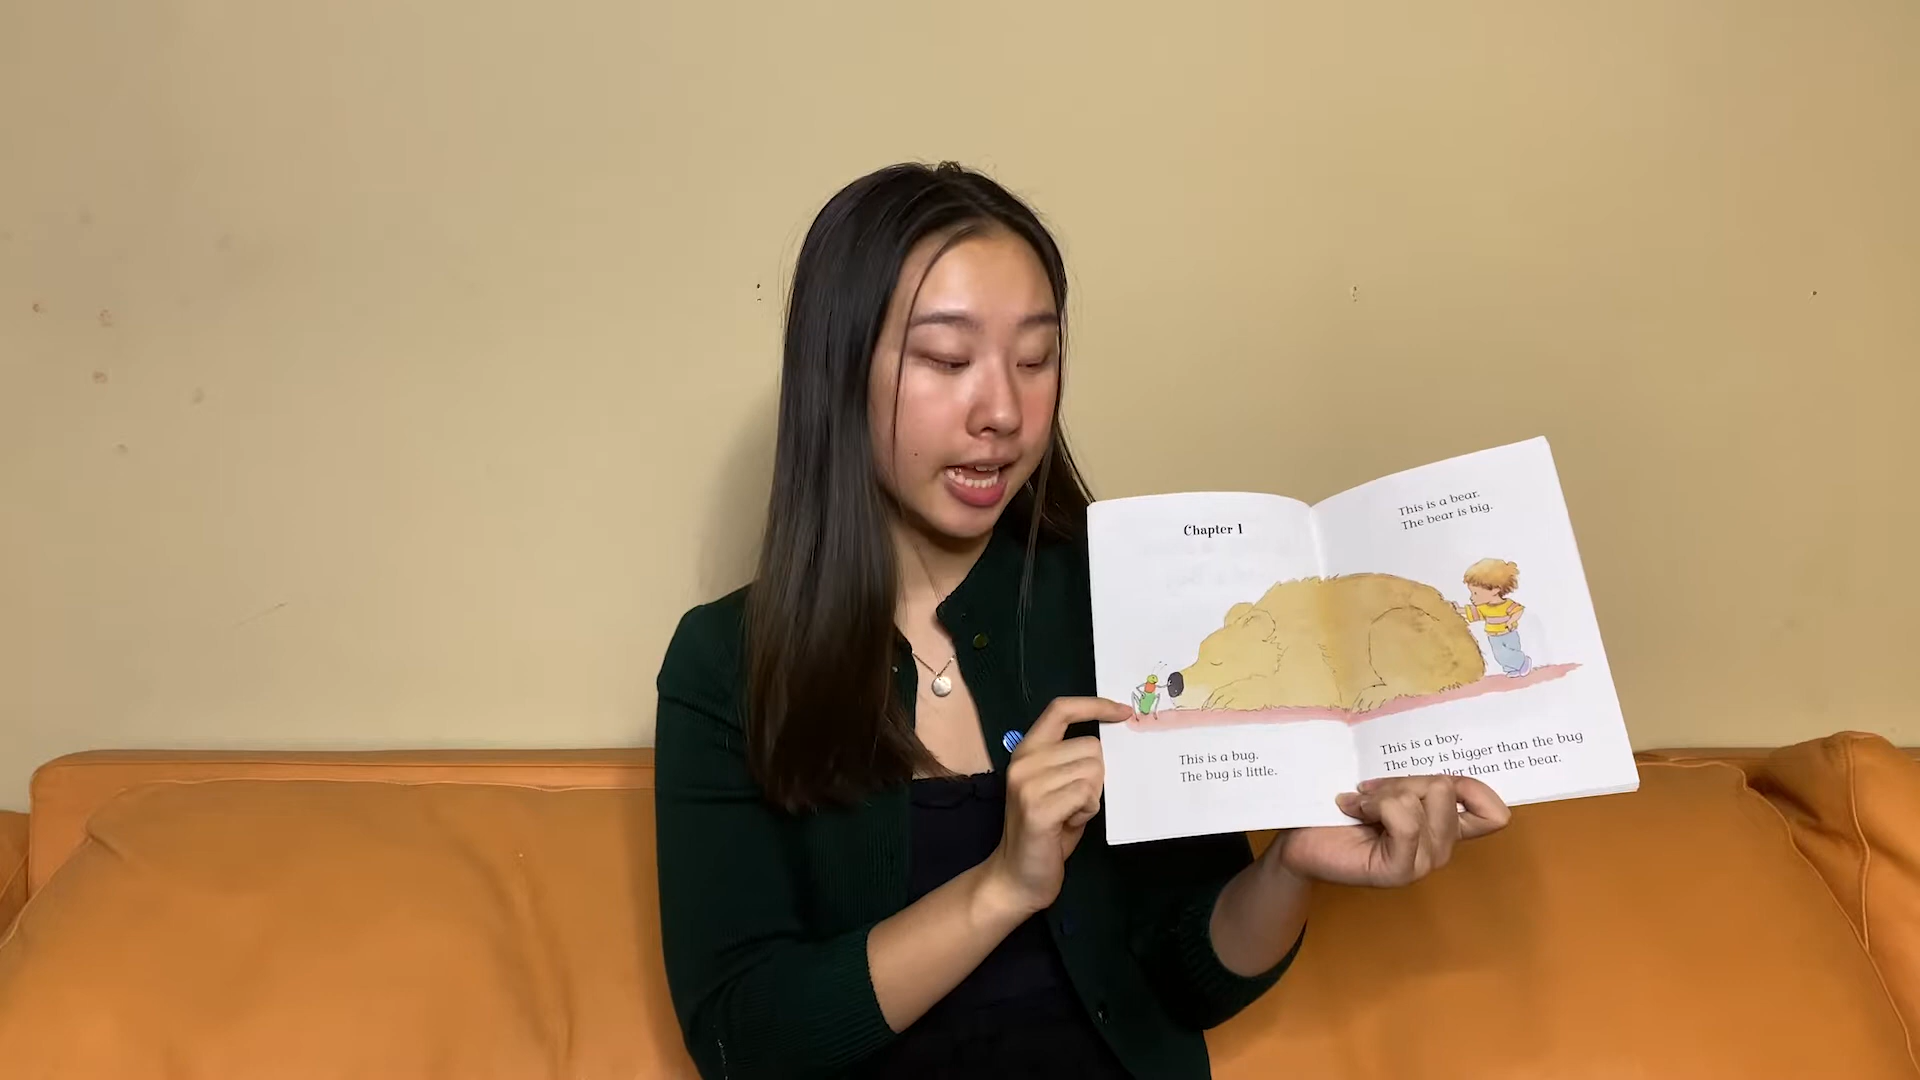 Chapter 1
This is a bug.
The bug is little.
This is a bear.
The bear is big.
This is a boy.
The boy is bigger than the bug
than the bear.